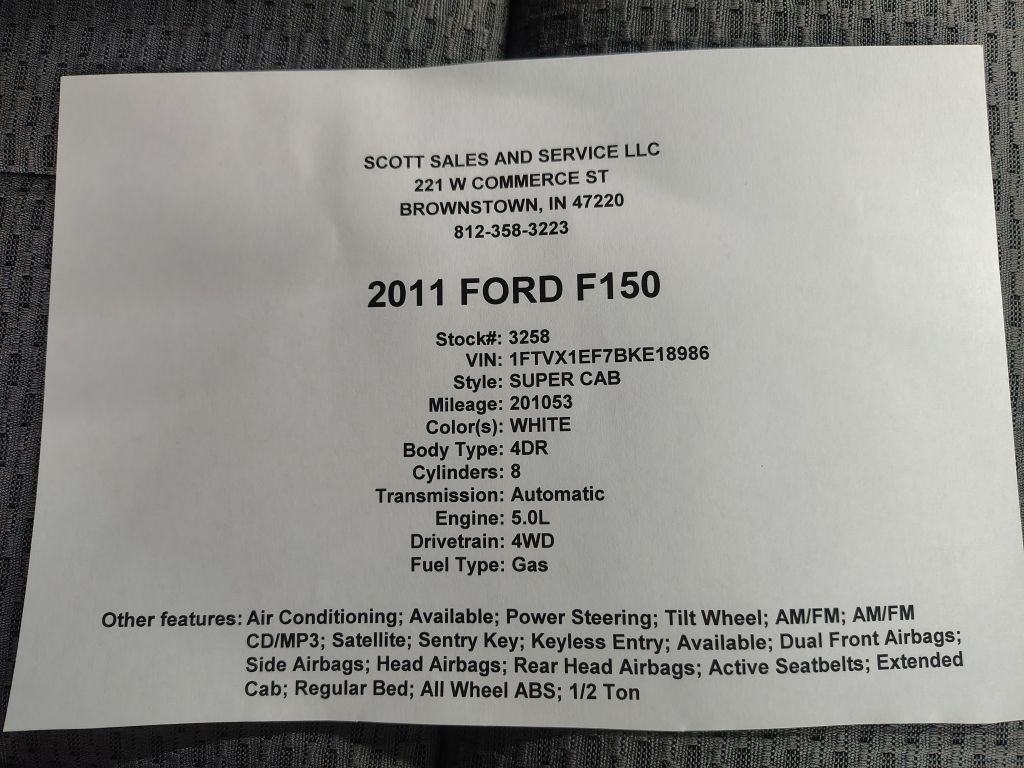 SCOTT SALES AND SERVICE LLC
221 W COMMERCE ST
BROWNSTOWN, IN 47220
812-358-3223
2011 FORD F150
Stock#: 3258
VIN: 1FTVX1EF7BKE18986
Style: SUPER CAB
Mileage: 201053
Color(s): WHITE
Body Type: 4DR
Cylinders: 8
Transmission: Automatic
Engine: 5.0L
Drivetrain: 4WD
Fuel Type: Gas
Other features: Air Conditioning; Available; Power Steering; Tilt Wheel; AM/FM; AM/FM
CD/MP3; Satellite; Sentry Key; Keyless Entry; Available; Dual Front Airbags;
Side Airbags; Head Airbags; Rear Head Airbags; Active Seatbelts; Extended
Cab; Regular Bed; All Wheel ABS; 1/2 Ton